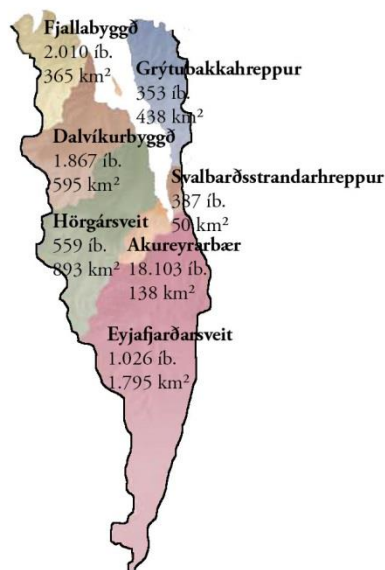 Fjallabyggð
2.010 íb.
365 km²
Grýtubakkahreppur
353 íb.
438 km²
Dalvíkurbyggð
1.867 íb.
595 km²
Svalbarðsstrandarhreppur
387 íb.
50 km²
Hörgársveit
559 íb.
893 km²
Akureyrarbær
18.103 íb.
138 km²
Eyjafjarðarsveit
1.026 íb.
1.795 km²